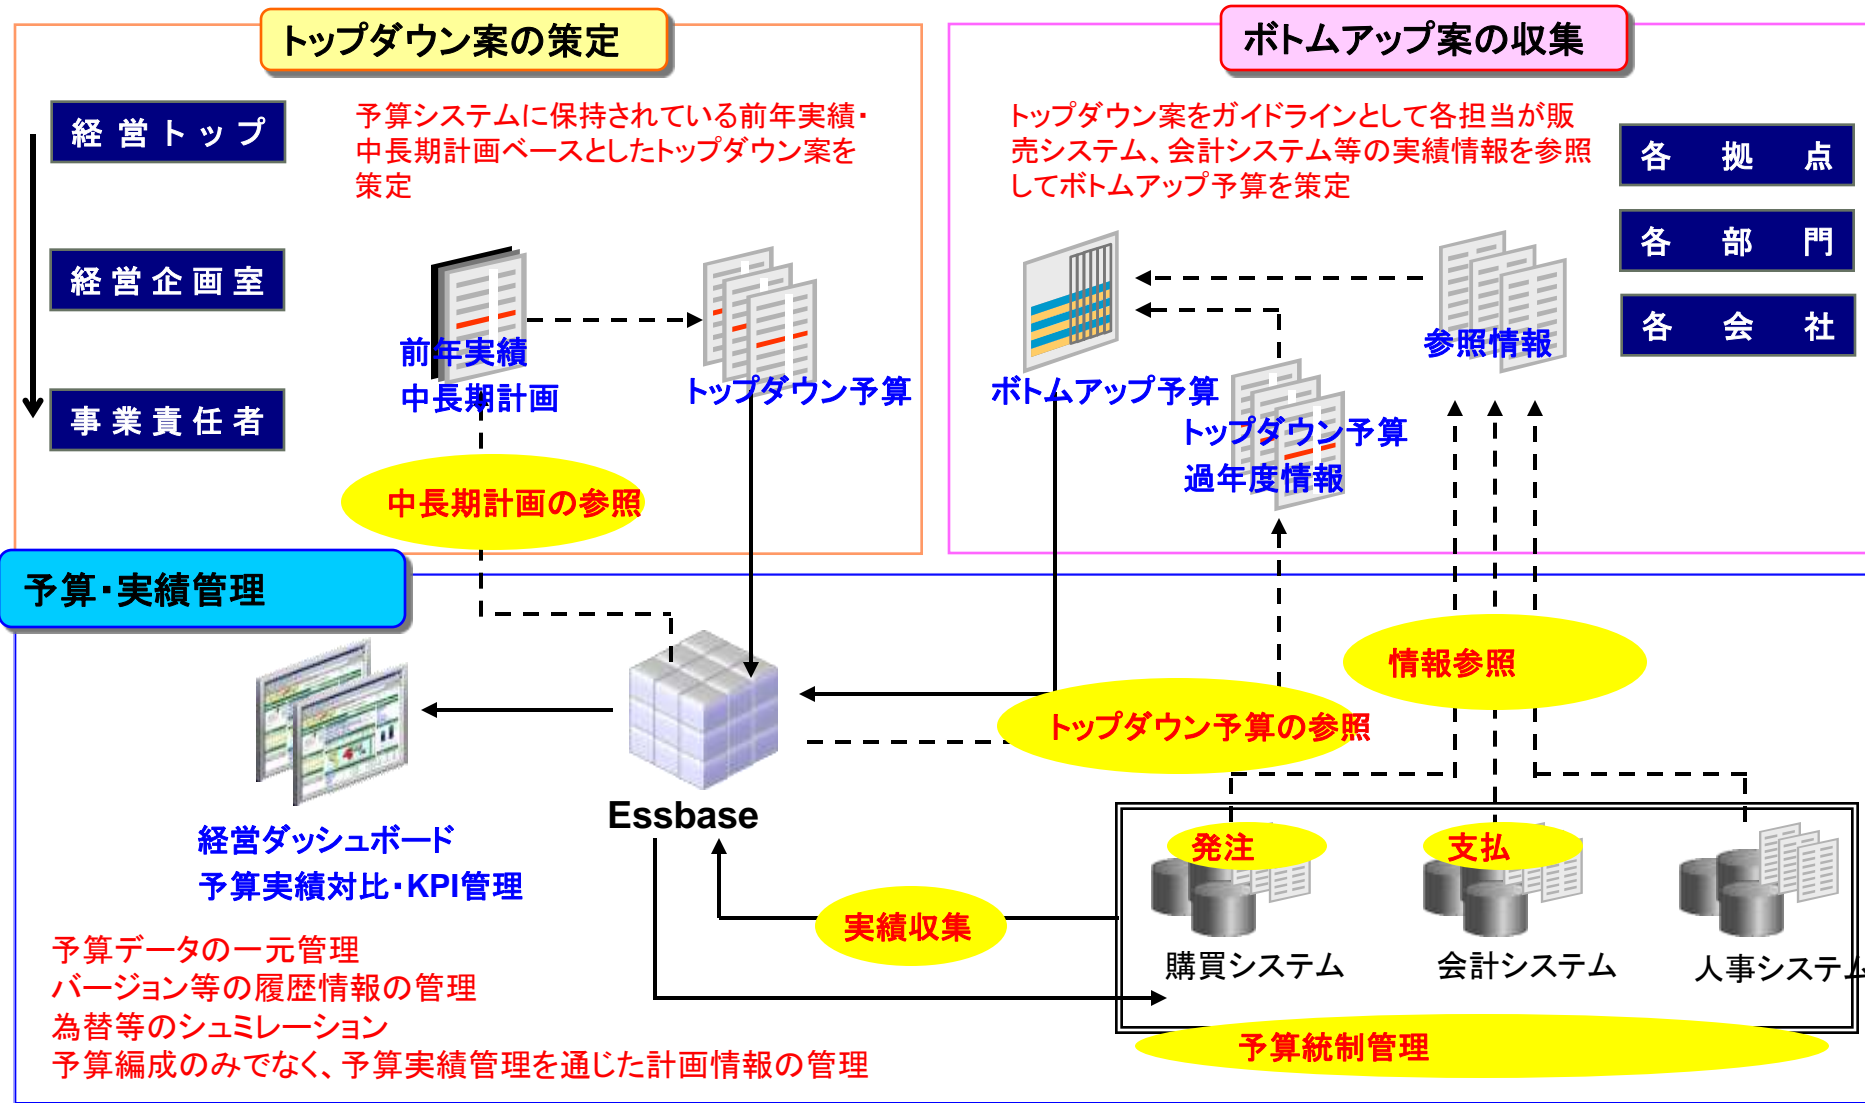 トップダウン案の策定
経営トップ
経営企画室
事業責任者
予算システムに保持されている前年実績・
中長期計画ベースとしたトップダウン案を
策定
前年実績
中長期計画
トップダウン予算
中長期計画の参照
ボトムアップ案の収集
トップダウン案をガイドラインとして各担当が販
売システム、会計システム等の実績情報を参照
してボトムアップ予算を策定
各拠点
各部門
各会社
参照情報
ボトムアップ予算
トップダウン予算
過年度情報
予算・実績管理
情報参照
トップダウン予算の参照
Essbase
経営ダッシュボード
予算実績対比・KPI管理
発注
支払
実績収集
購買システム
会計システム
人事システム
予算統制管理
予算データの一元管理
バージョン等の履歴情報の管理
為替等のシュミレーション
予算編成のみでなく、予算実績管理を通じた計画情報の管理